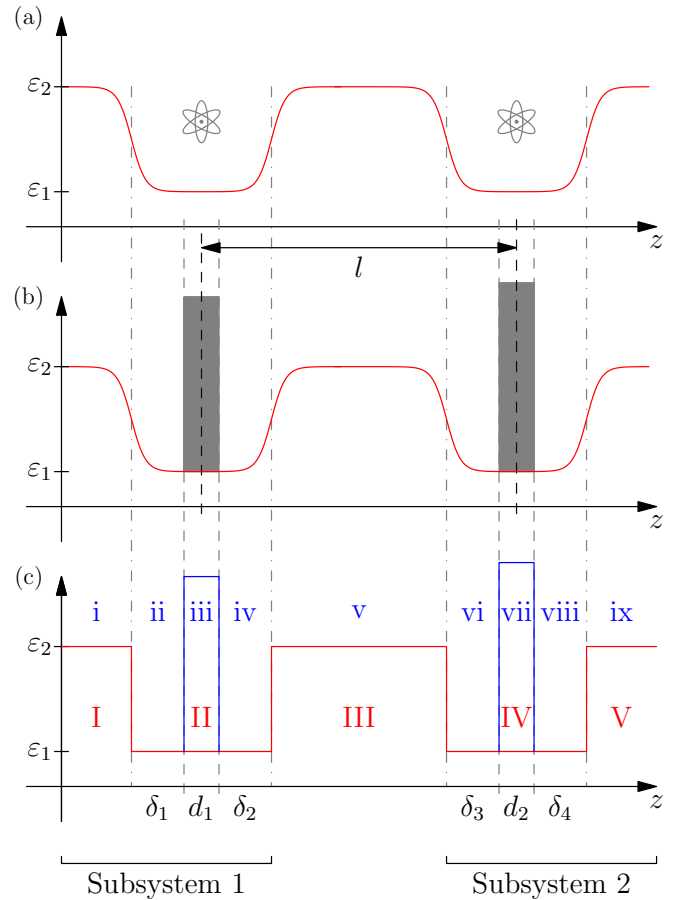 (a)
ε₂
ε₁
z
l
(b)
ε₂
ε₁
z
(c)
i ii iii iv v vi vii viii ix
ε₂
I II III IV V
ε₁
δ₁ d₁ δ₂ δ₃ d₂ δ₄ z
Subsystem 1 Subsystem 2